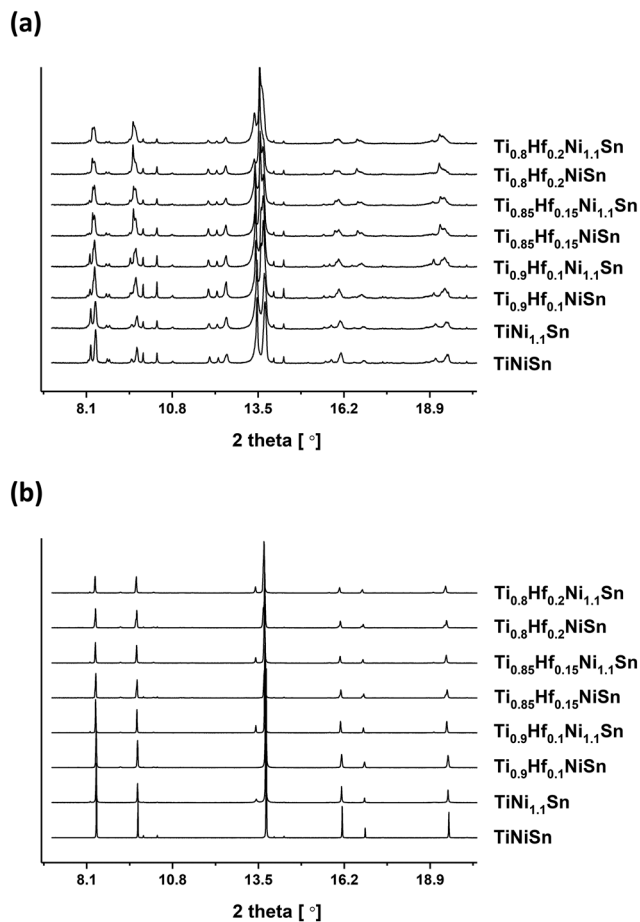 (a)
Ti0.8Hf0.2Ni1.1Sn
Ti0.8Hf0.2NiSn
Ti0.85Hf0.15Ni1.1Sn
Ti0.85Hf0.15NiSn
Ti0.9Hf0.1Ni1.1Sn
Ti0.9Hf0.1NiSn
TiNi1.1Sn
TiNiSn
8.1 10.8 13.5 16.2 18.9
2 theta [ °]
(b)
Ti0.8Hf0.2Ni1.1Sn
Ti0.8Hf0.2NiSn
Ti0.85Hf0.15Ni1.1Sn
Ti0.85Hf0.15NiSn
Ti0.9Hf0.1Ni1.1Sn
Ti0.9Hf0.1NiSn
TiNi1.1Sn
TiNiSn
8.1 10.8 13.5 16.2 18.9
2 theta [ °]